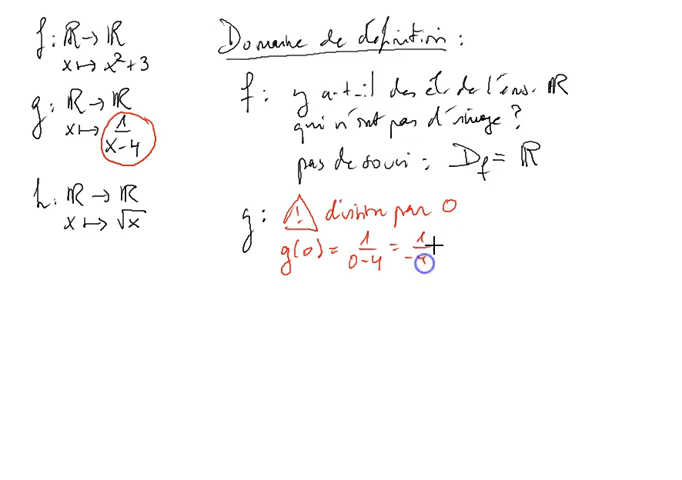 f : ℝ → ℝ
x ↦ x² + 3
g : ℝ → ℝ
x ↦ 1/(x-4)
h : ℝ → ℝ
x ↦ √x
Domaine de définition :
f : y a-t-il des él. de l'ens. ℝ
qui n'ont pas d'image ?
pas de souci : D_f = ℝ
g : ! division par 0
g(0) = 1/(0-4) = 1/(-4)